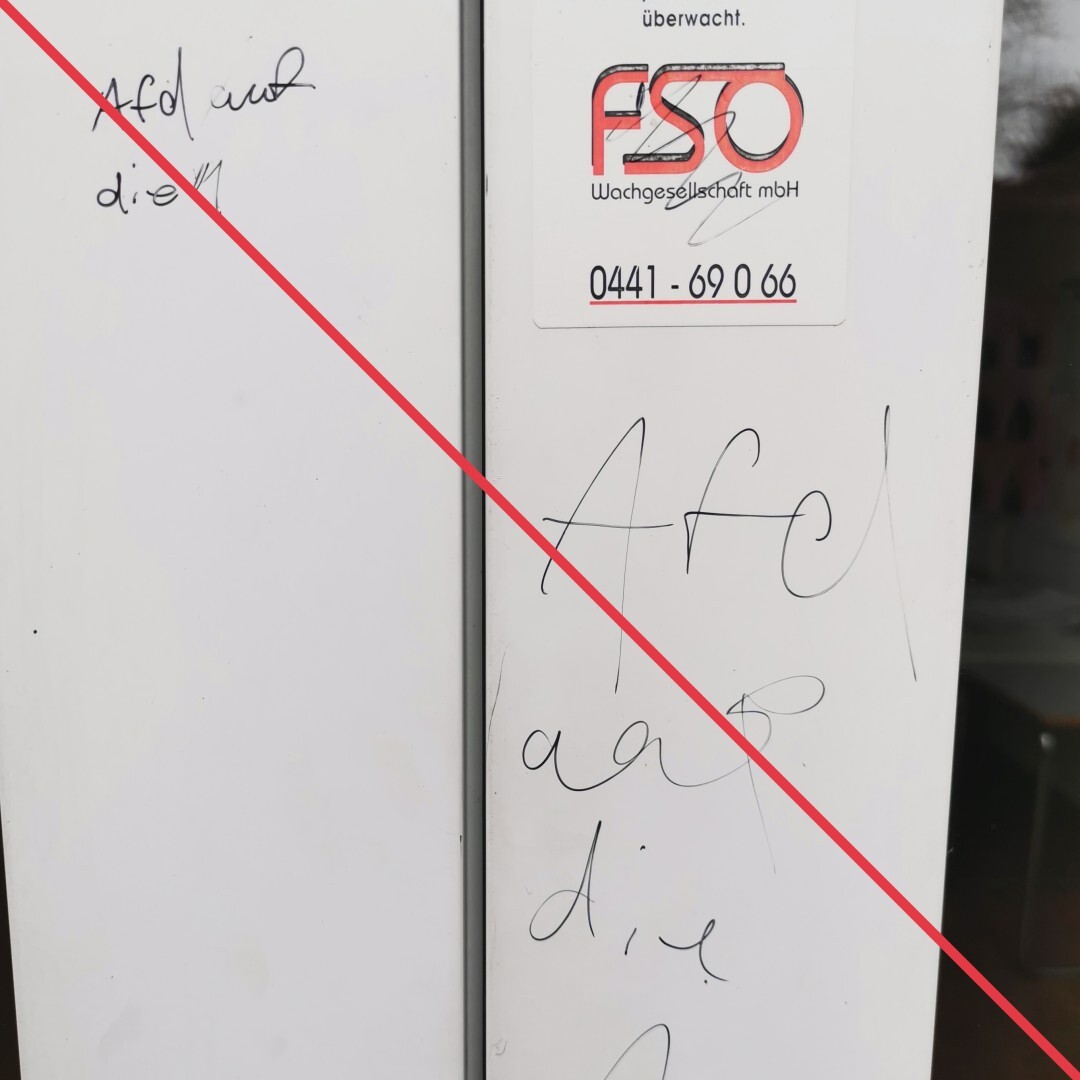 Afd auf
die
überwacht.
FSO
Wachgesellschaft mbH
0441 - 69 0 66
Afd
auf
die